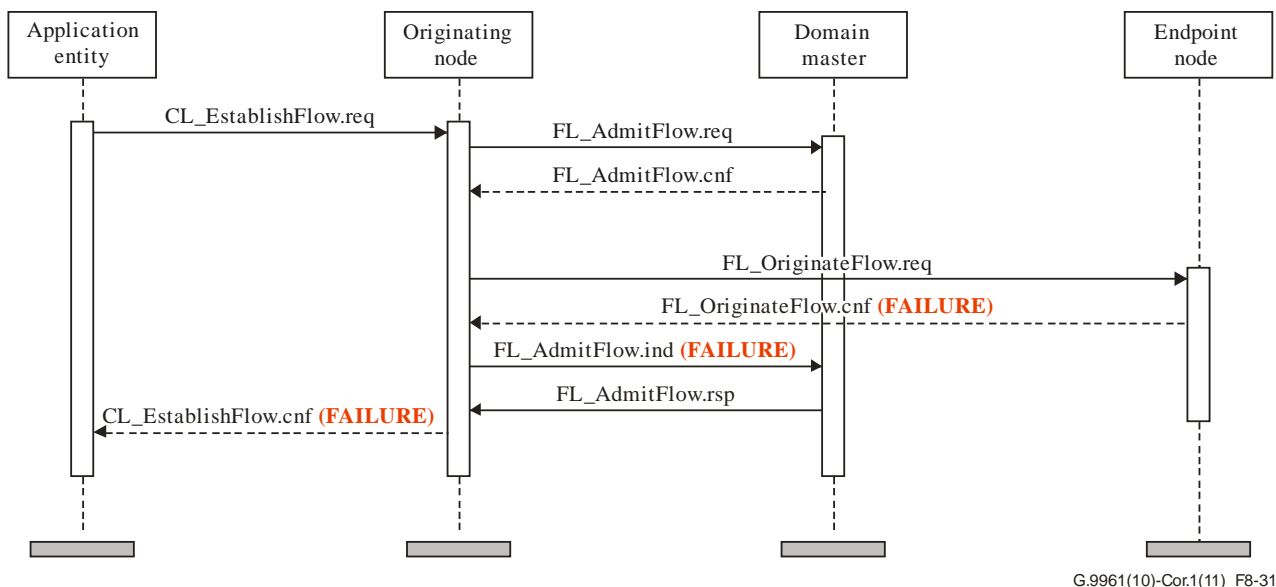 Application
entity
Originating
node
Domain
master
Endpoint
node
CL_EstablishFlow.req
FL_AdmitFlow.req
FL_AdmitFlow.cnf
FL_OriginateFlow.req
FL_OriginateFlow.cnf (FAILURE)
FL_AdmitFlow.ind (FAILURE)
FL_AdmitFlow.rsp
CL_EstablishFlow.cnf (FAILURE)
G.9961(10)-Cor.1(11)_F8-31